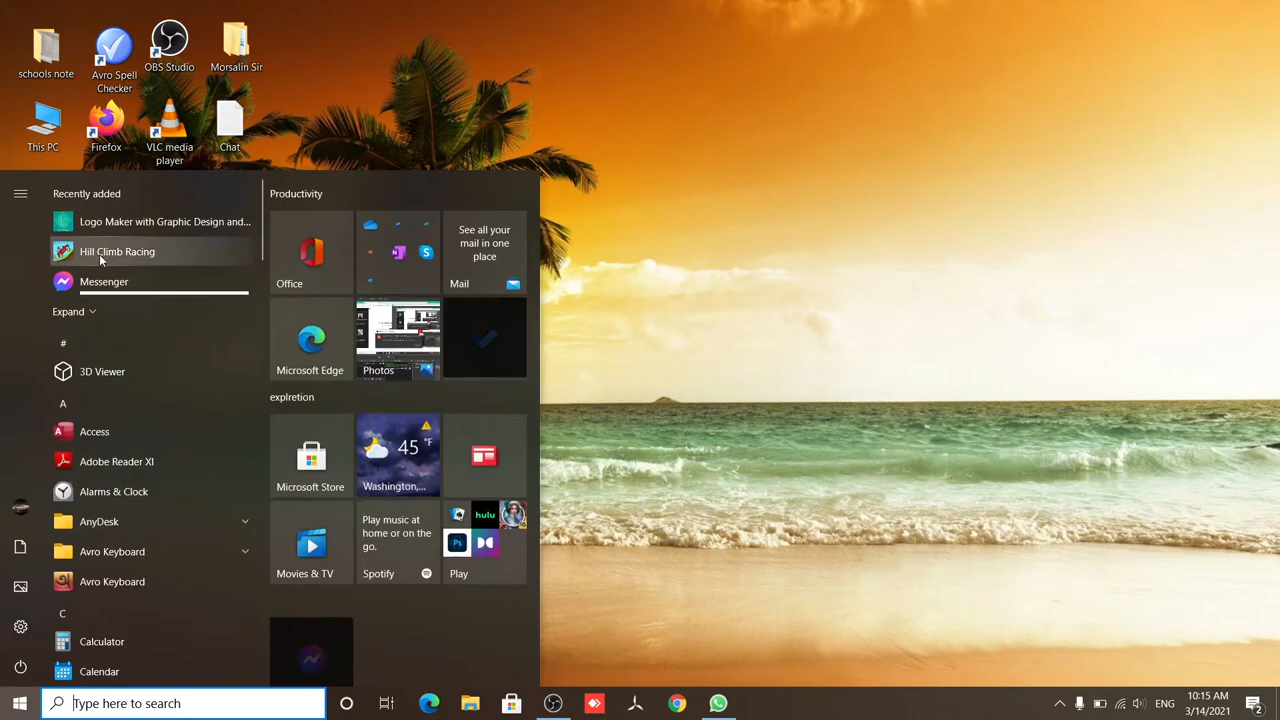 schools note
Avro Spell
Checker
OBS Studio
Morsalin Sir
This PC
Firefox
VLC media
player
Chat
Recently added
Logo Maker with Graphic Design and...
Hill Climb Racing
Messenger
Expand
#
3D Viewer
A
Access
Adobe Reader XI
Alarms & Clock
AnyDesk
Avro Keyboard
Avro Keyboard
C
Calculator
Calendar
Productivity
Office
See all your
mail in one
place
Mail
Microsoft Edge
Photos
explretion
Microsoft Store
45 °F
Washington,...
Movies & TV
Play music at
home or on the
go.
Spotify
hulu
Ps
Play
Type here to search
ENG
10:15 AM
3/14/2021
2